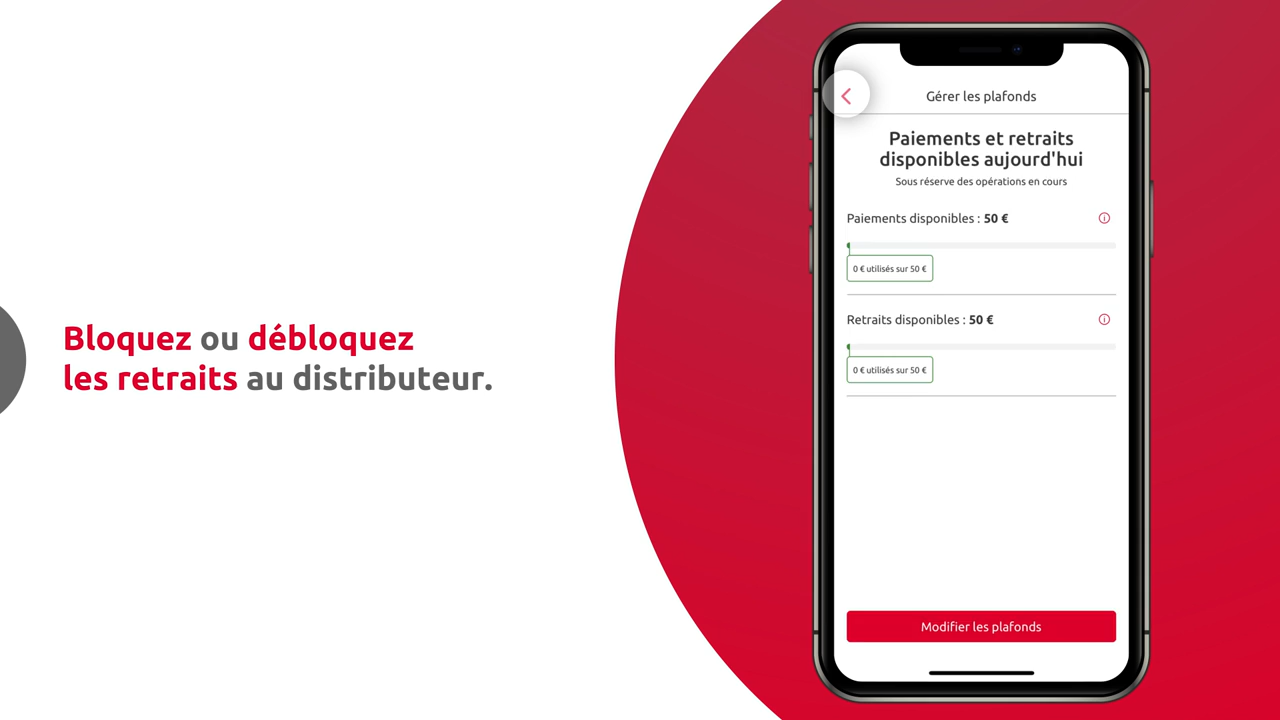 Bloquez ou débloquez
les retraits au distributeur.
Gérer les plafonds
Paiements et retraits
disponibles aujourd'hui
Sous réserve des opérations en cours
Paiements disponibles : 50 €
0 € utilisés sur 50 €
Retraits disponibles : 50 €
0 € utilisés sur 50 €
Modifier les plafonds